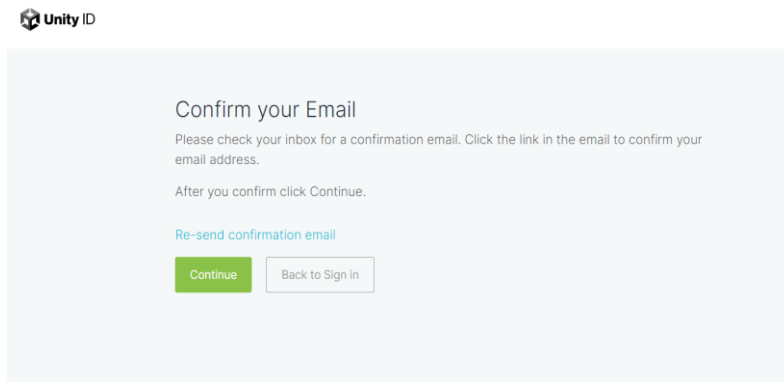 Unity ID
Confirm your Email
Please check your inbox for a confirmation email. Click the link in the email to confirm your
email address.
After you confirm click Continue.
Re-send confirmation email
Continue
Back to Sign in